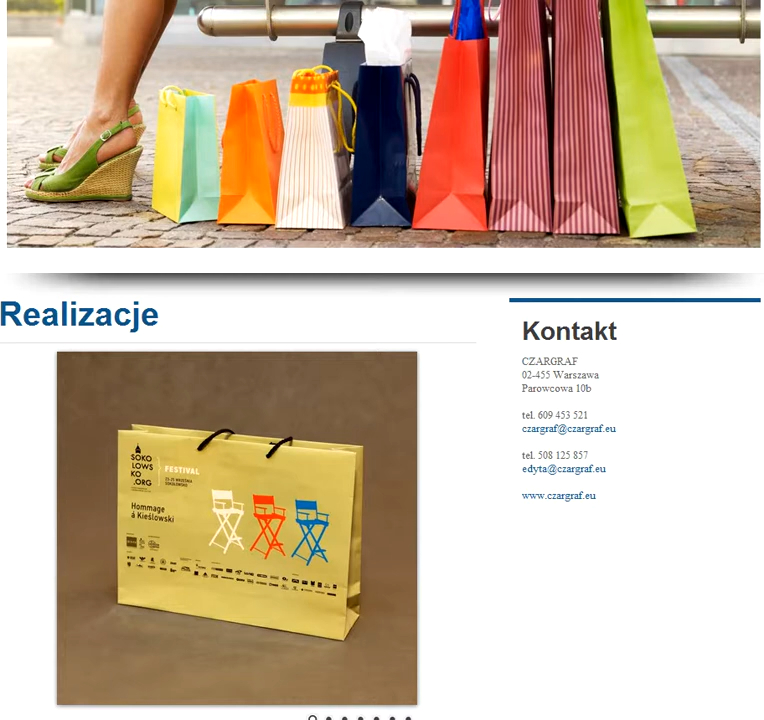 Realizacje
SOKO
LOWS
KO
.ORG
FESTIVAL
Hommage
á Kieślowski
Kontakt
CZARGRAF
02-455 Warszawa
Parowcowa 10b
tel. 609 453 521
czargraf@czargraf.eu
tel. 508 125 857
edyta@czargraf.eu
www.czargraf.eu